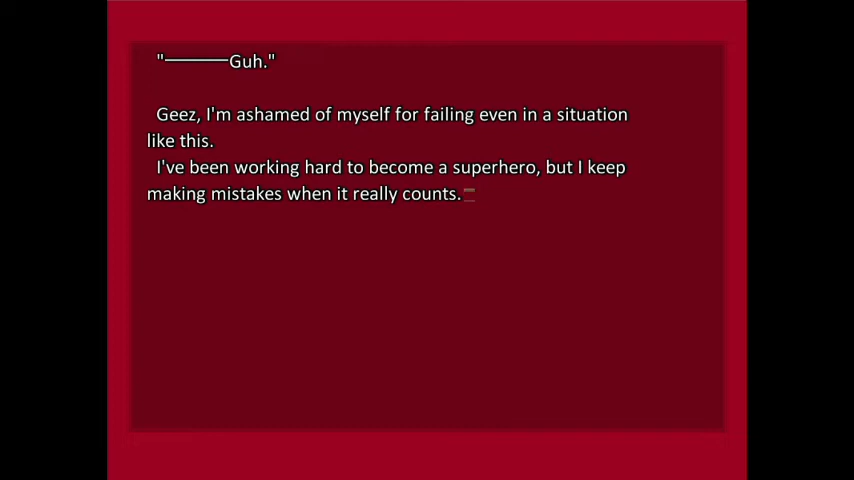 "————Guh."
Geez, I'm ashamed of myself for failing even in a situation
like this.
I've been working hard to become a superhero, but I keep
making mistakes when it really counts.